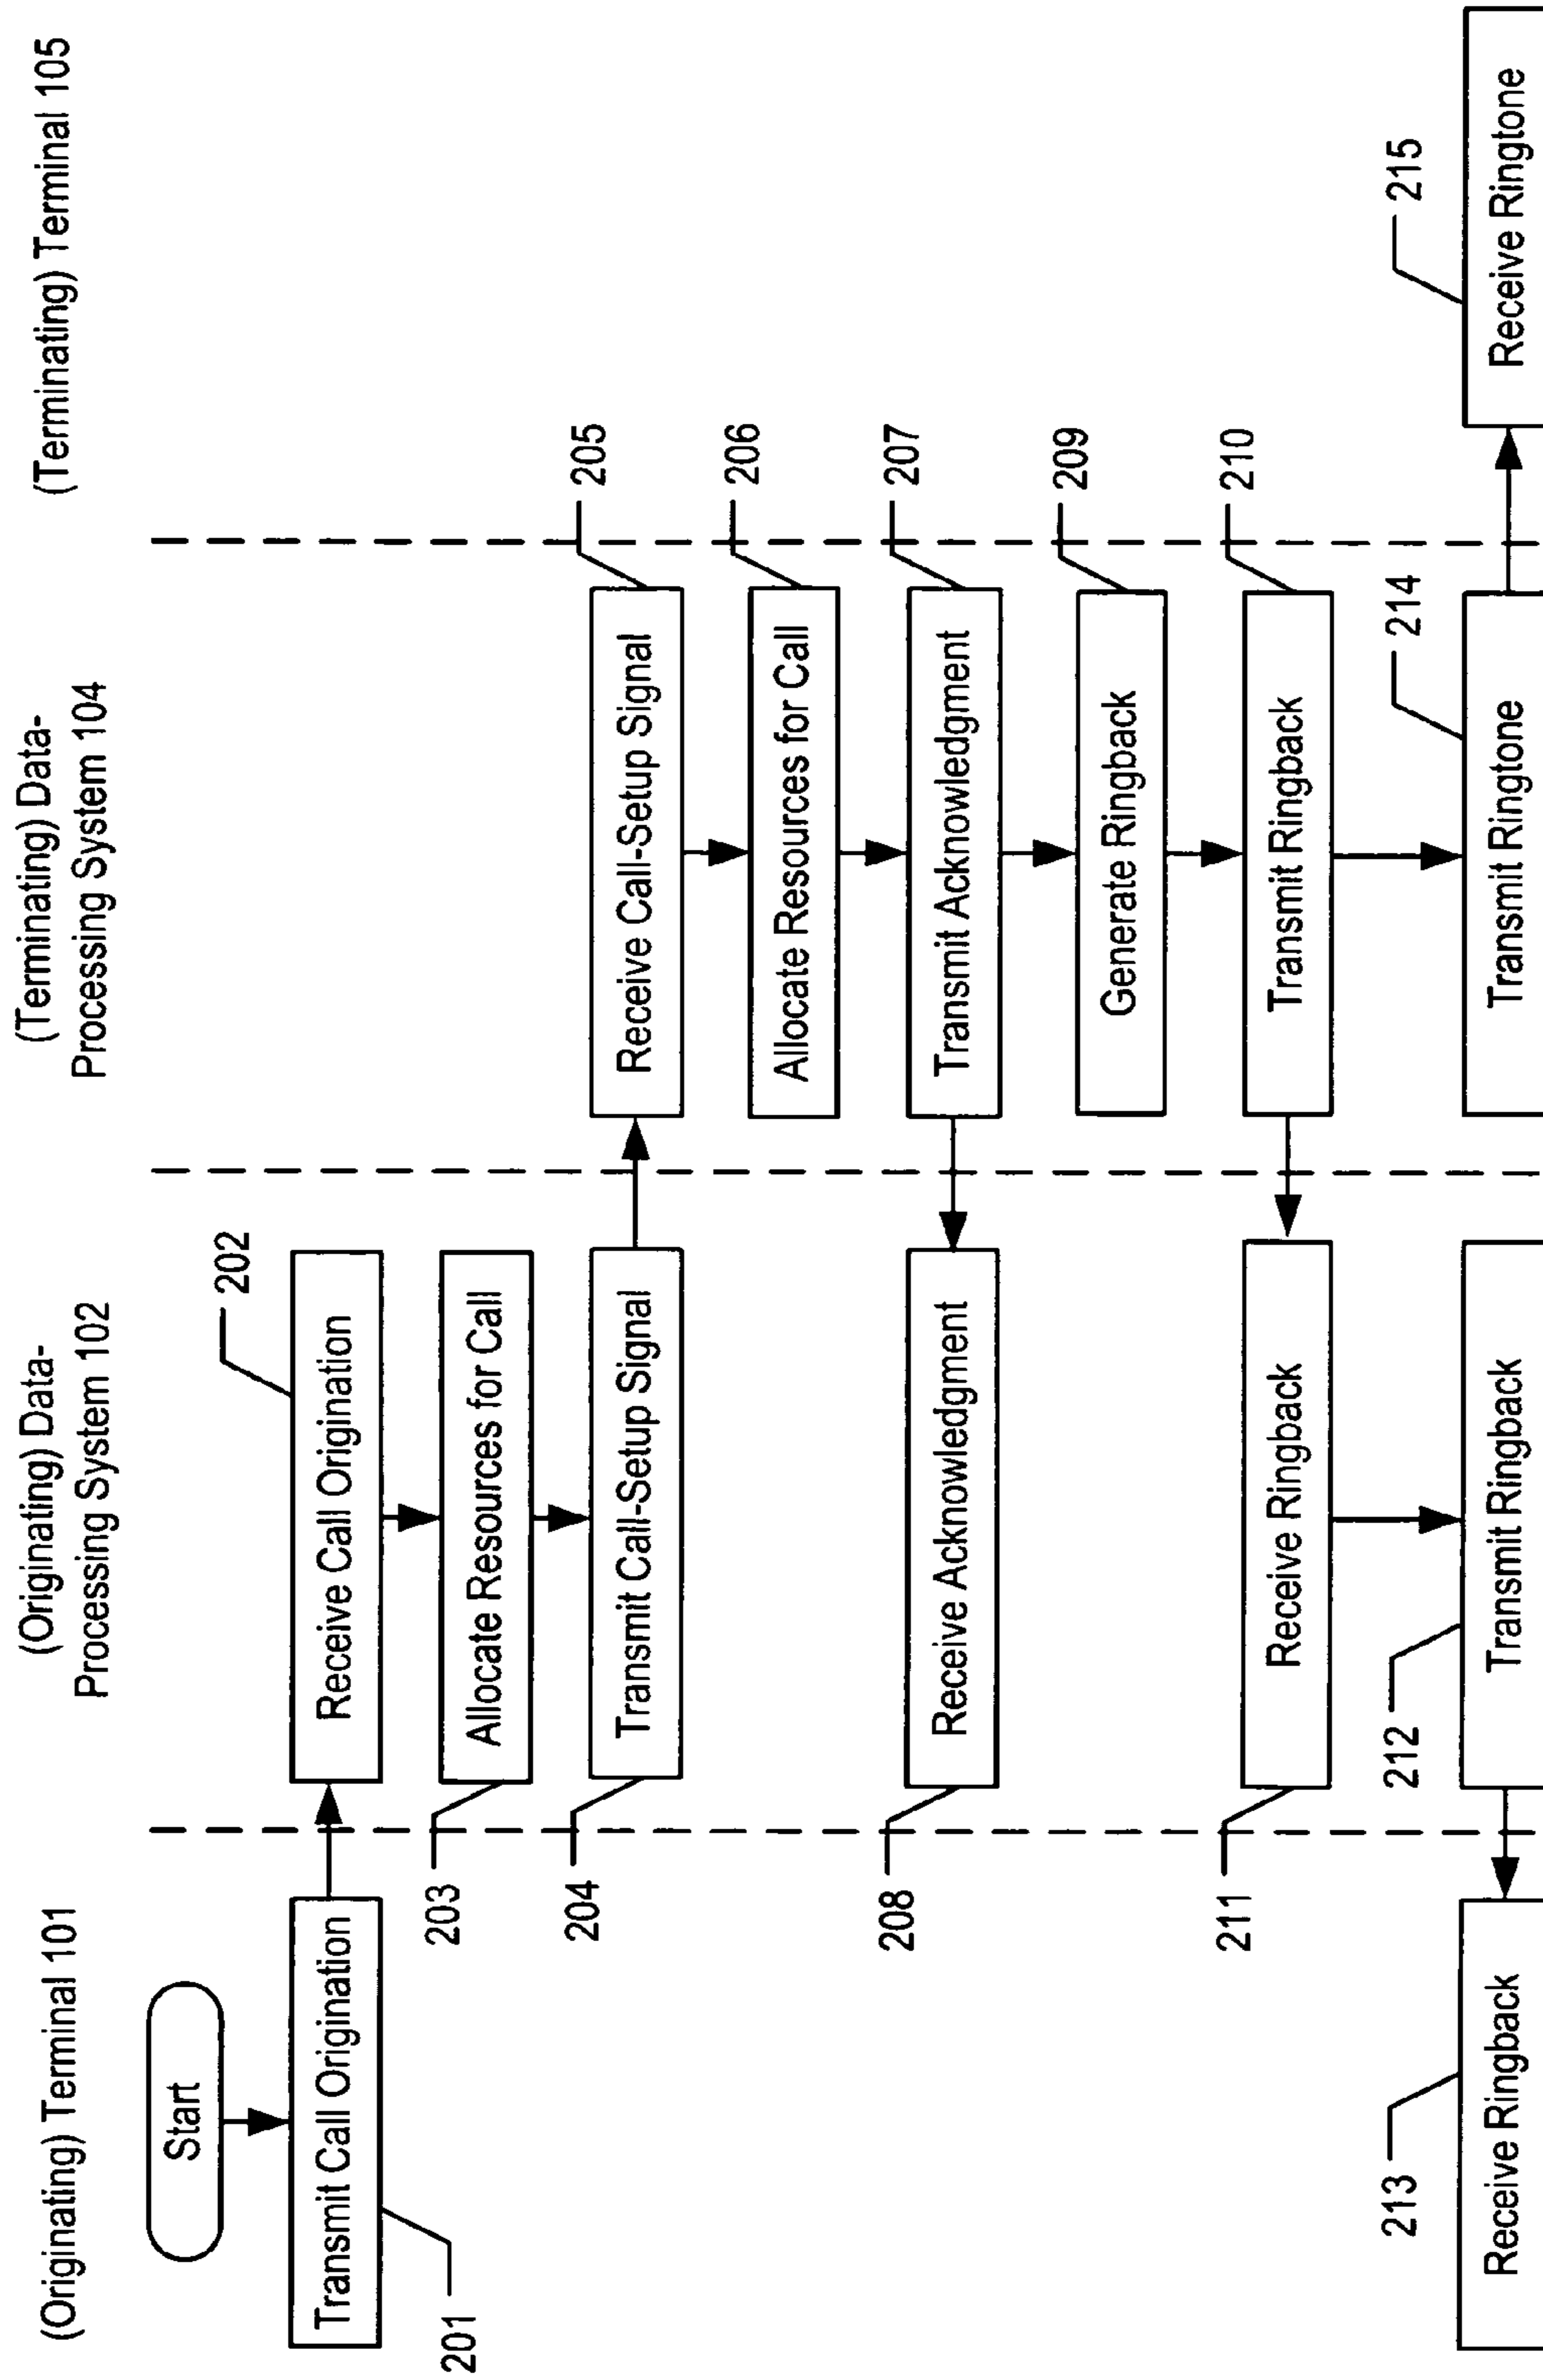 (Originating) Terminal 101
(Originating) Data-
Processing System 102
(Terminating) Data-
Processing System 104
(Terminating) Terminal 105
Start
Transmit Call Origination
201
Receive Call Origination
202
Allocate Resources for Call
203
Transmit Call-Setup Signal
204
Receive Call-Setup Signal
205
Allocate Resources for Call
206
Transmit Acknowledgment
207
Receive Acknowledgment
208
Generate Ringback
209
Transmit Ringback
210
Receive Ringback
211
Transmit Ringback
212
Receive Ringback
213
Transmit Ringtone
214
Receive Ringtone
215